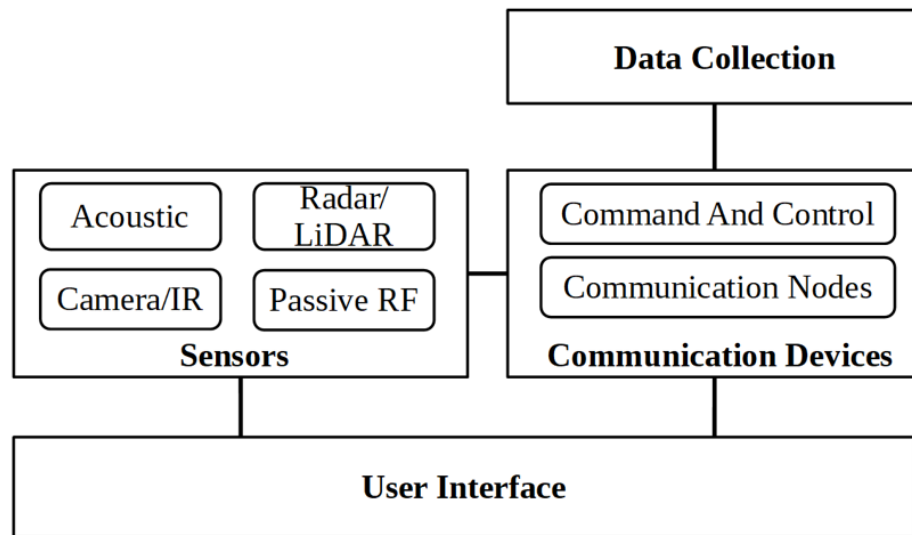 Data Collection
Acoustic
Radar/
LiDAR
Camera/IR
Passive RF
Sensors
Command And Control
Communication Nodes
Communication Devices
User Interface